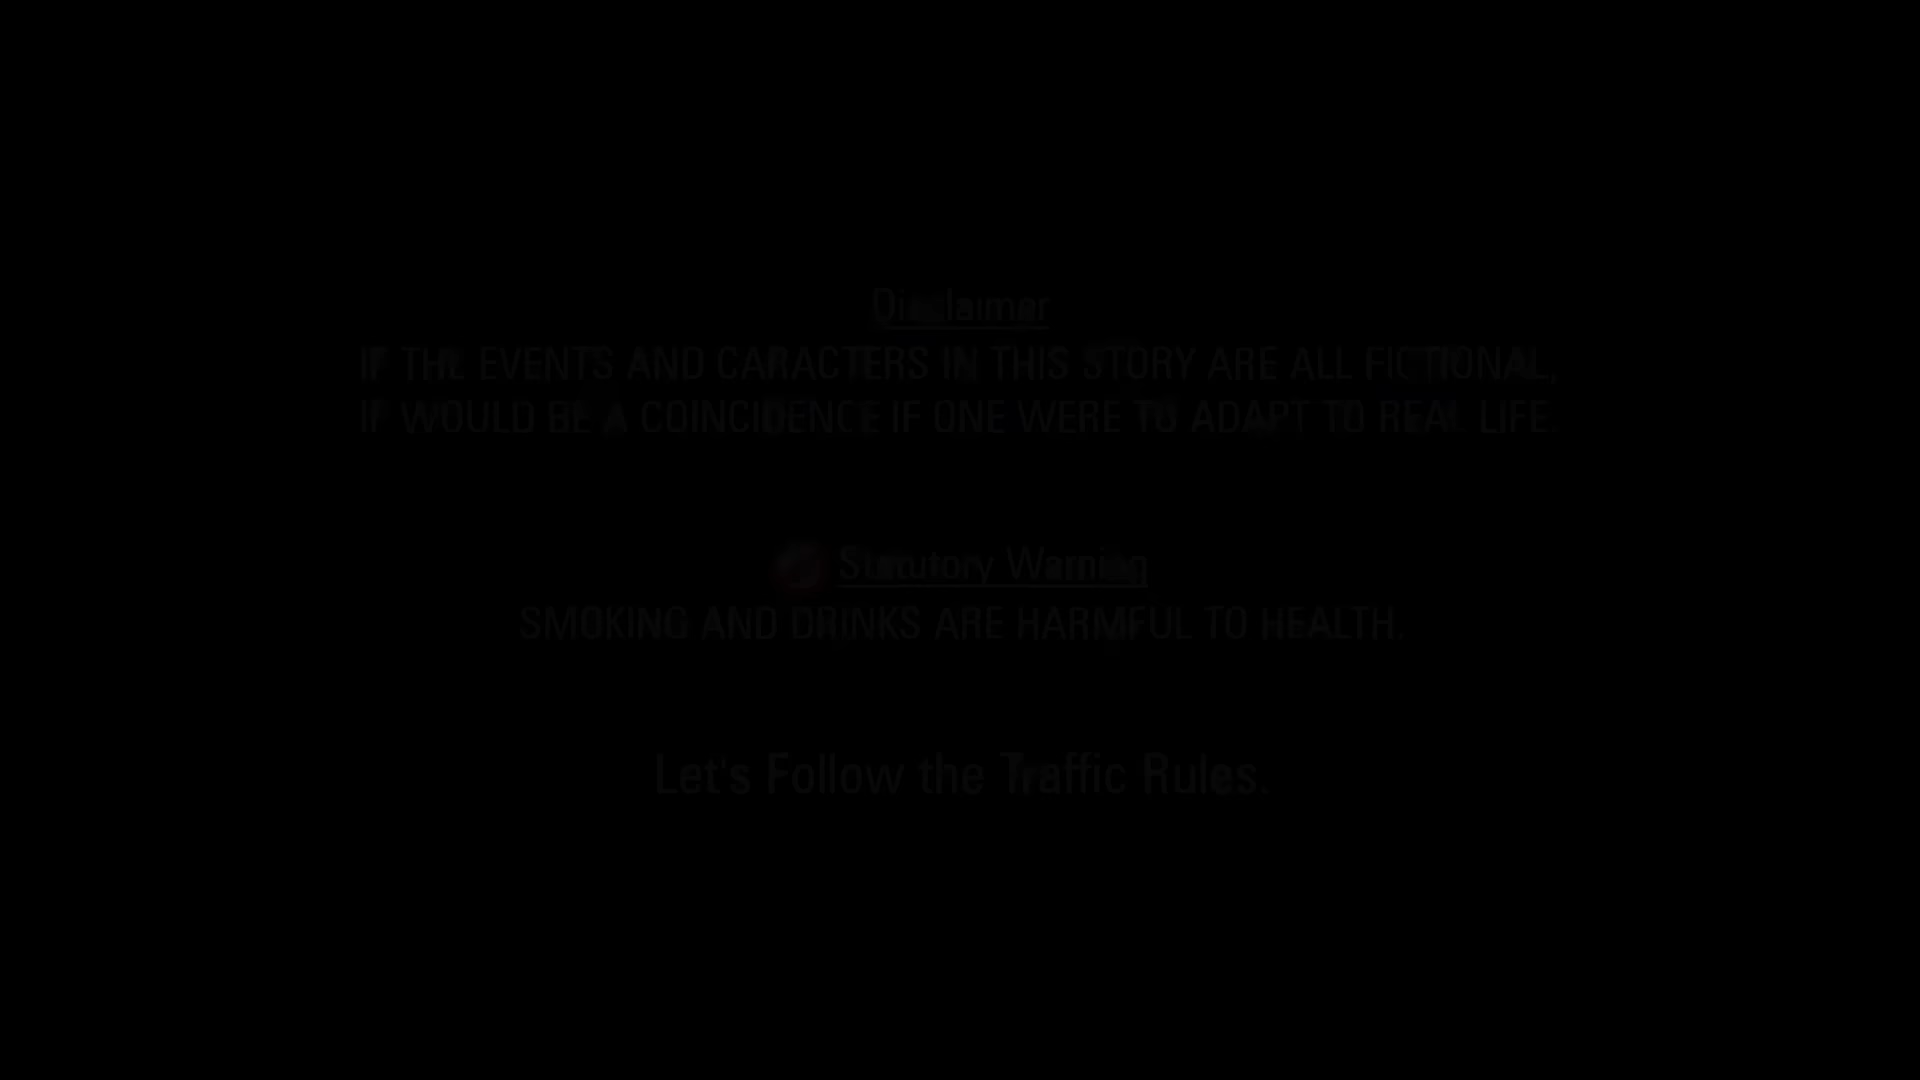 Disclaimer
IF THE EVENTS AND CARACTERS IN THIS STORY ARE ALL FICTIONAL,
IF WOULD BE A COINCIDENCE IF ONE WERE TO ADAPT TO REAL LIFE.
Statutory Warning
SMOKING AND DRINKS ARE HARMFUL TO HEALTH.
Let's Follow the Traffic Rules.